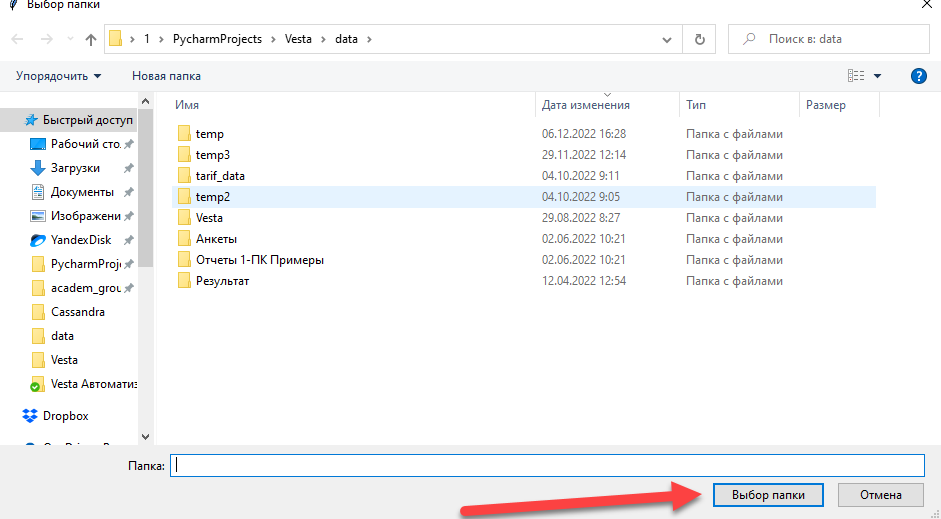 Выбор папки
1 PycharmProjects Vesta data
Поиск в: data
Упорядочить Новая папка
Имя Дата изменения Тип Размер
Быстрый доступ
Рабочий сто.
Загрузки
Документы
Изображени
YandexDisk
PycharmProje
academ_grou
Cassandra
data
Vesta
Vesta Автоматиз
Dropbox
temp 06.12.2022 16:28 Папка с файлами
temp3 29.11.2022 12:14 Папка с файлами
tarif_data 04.10.2022 9:11 Папка с файлами
temp2 04.10.2022 9:05 Папка с файлами
Vesta 29.08.2022 8:27 Папка с файлами
Анкеты 02.06.2022 10:21 Папка с файлами
Отчеты 1-ПК Примеры 02.06.2022 10:21 Папка с файлами
Результат 12.04.2022 12:54 Папка с файлами
Папка:
Выбор папки Отмена